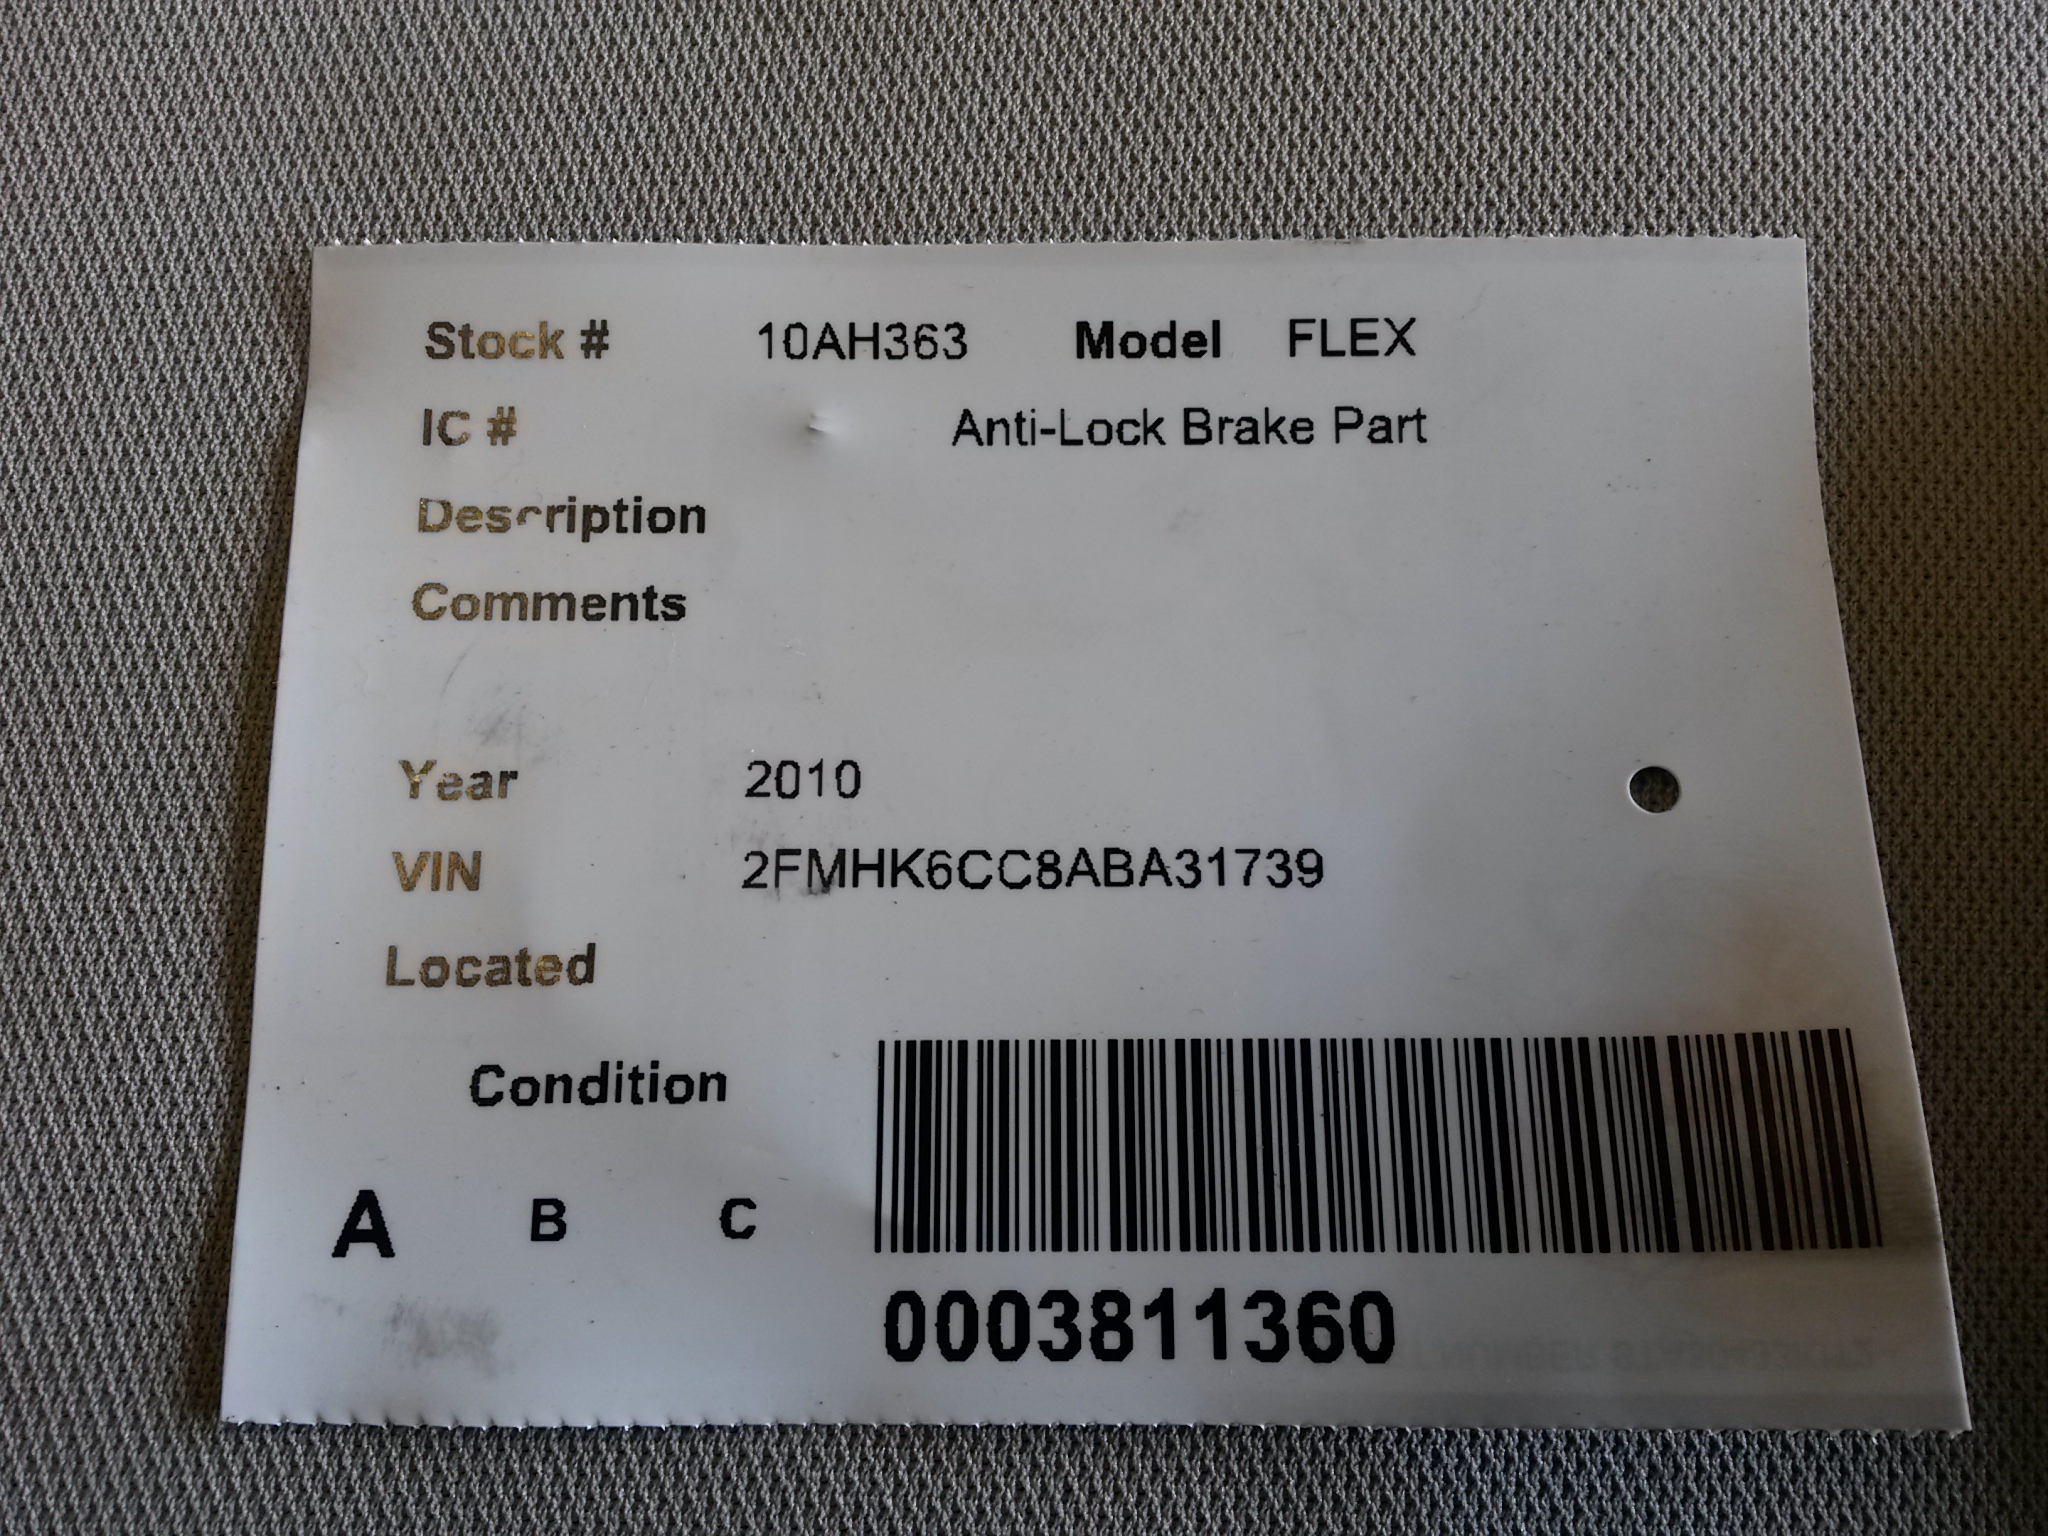 Stock # 10AH363 Model FLEX
IC # Anti-Lock Brake Part
Description
Comments
Year 2010
VIN 2FMHK6CC8ABA31739
Located
Condition
A B C
0003811360